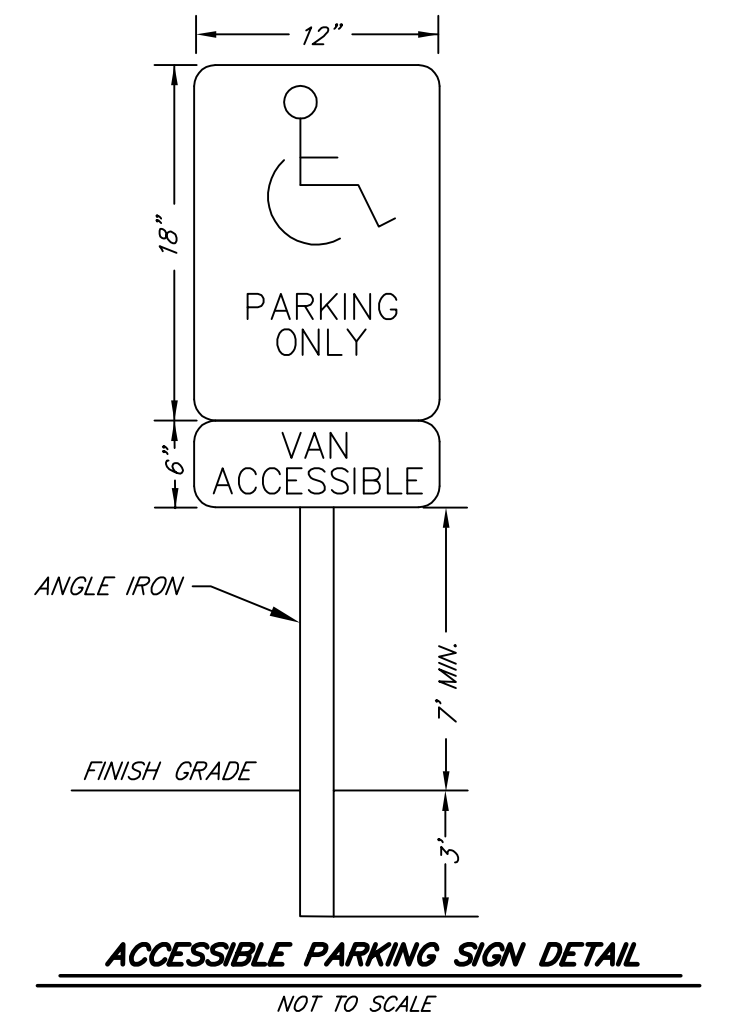 12"
18"
PARKING
ONLY
6"
VAN
ACCESSIBLE
ANGLE IRON
7' MIN.
FINISH GRADE
3'
ACCESSIBLE PARKING SIGN DETAIL
NOT TO SCALE